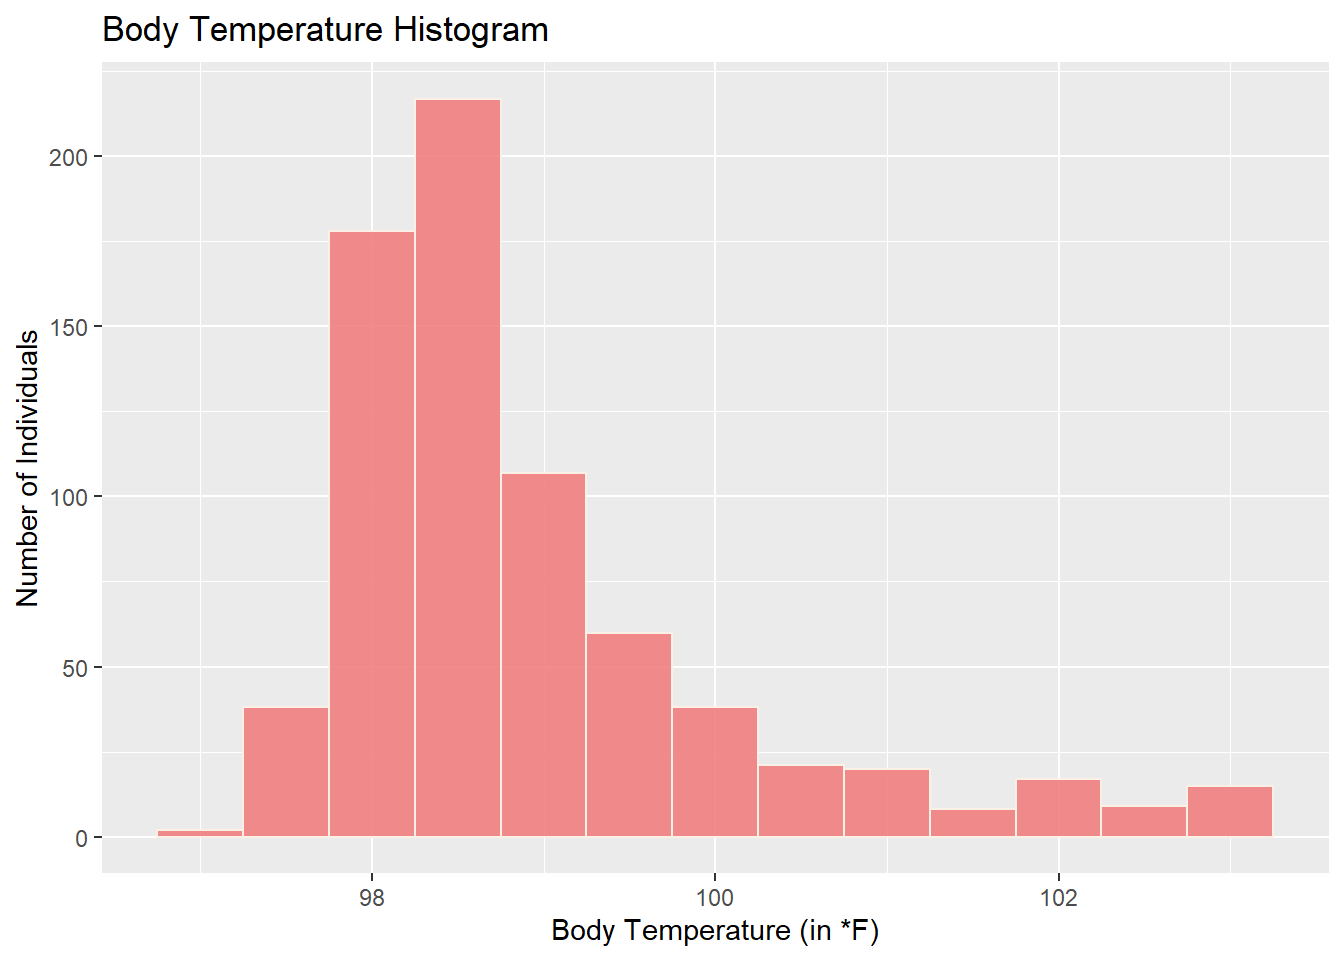 Body Temperature Histogram
Number of Individuals
200
150
100
50
0
98
100
102
Body Temperature (in *F)